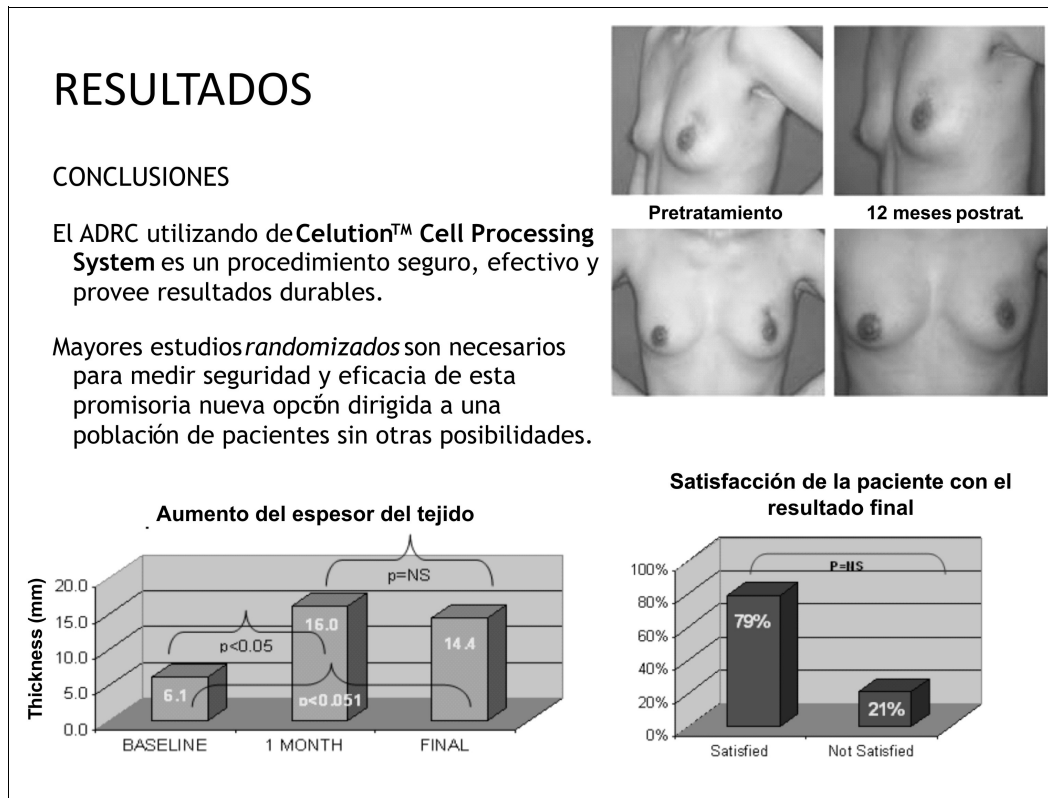 RESULTADOS
CONCLUSIONES
El ADRC utilizando de Celution™ Cell Processing
System es un procedimiento seguro, efectivo y
provee resultados durables.
Mayores estudios randomizados son necesarios
para medir seguridad y eficacia de esta
promisoria nueva opción dirigida a una
población de pacientes sin otras posibilidades.
Pretratamiento
12 meses postrat.
Aumento del espesor del tejido
Thickness (mm)
20.0
15.0
10.0
5.0
0.0
p=NS
p<0.05
p<0.051
6.1
16.0
14.4
BASELINE
1 MONTH
FINAL
Satisfacción de la paciente con el
resultado final
100%
80%
60%
40%
20%
0%
P=NS
79%
21%
Satisfied
Not Satisfied